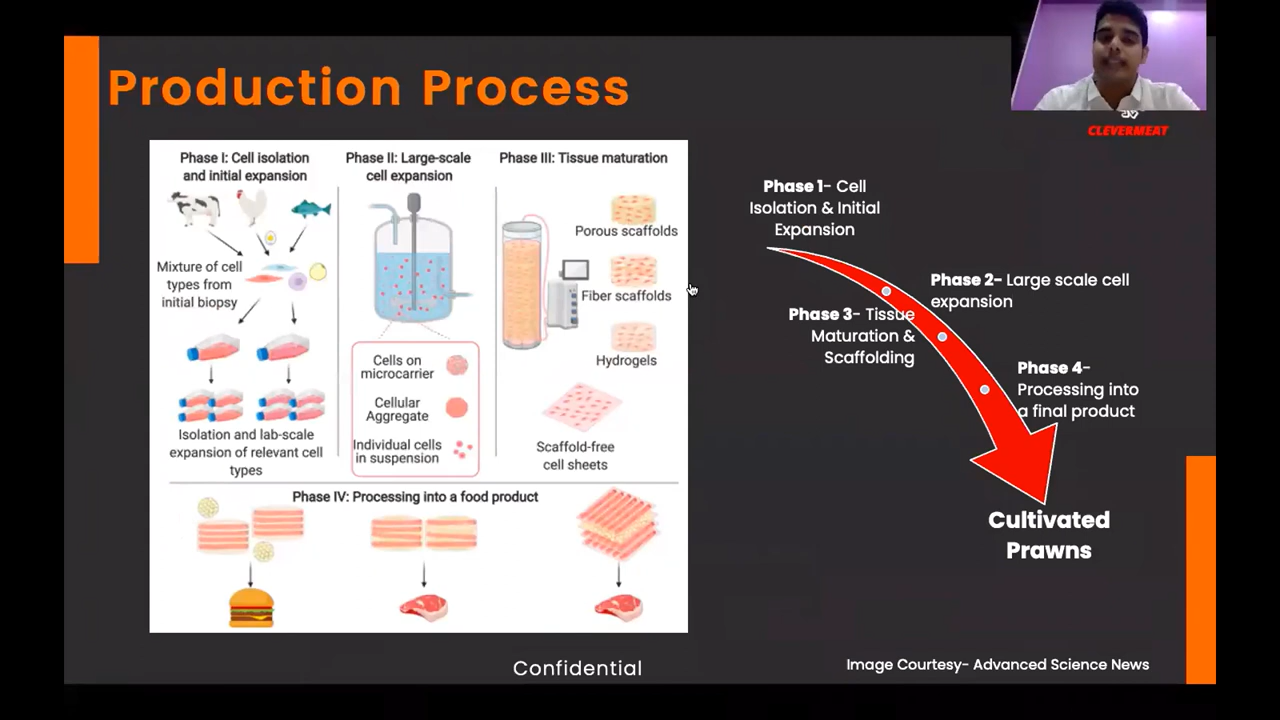 Production Process
CLEVERMEAT
Phase I: Cell isolation
and initial expansion
Mixture of cell
types from
initial biopsy
Isolation and lab-scale
expansion of relevant cell
types
Phase II: Large-scale
cell expansion
Cells on
microcarrier
Cellular
Aggregate
Individual cells
in suspension
Phase III: Tissue maturation
Porous scaffolds
Fiber scaffolds
Hydrogels
Scaffold-free
cell sheets
Phase IV: Processing into a food product
Phase 1- Cell
Isolation & Initial
Expansion
Phase 2- Large scale cell
expansion
Phase 3- Tissue
Maturation &
Scaffolding
Phase 4-
Processing into
a final product
Cultivated
Prawns
Confidential
Image Courtesy- Advanced Science News